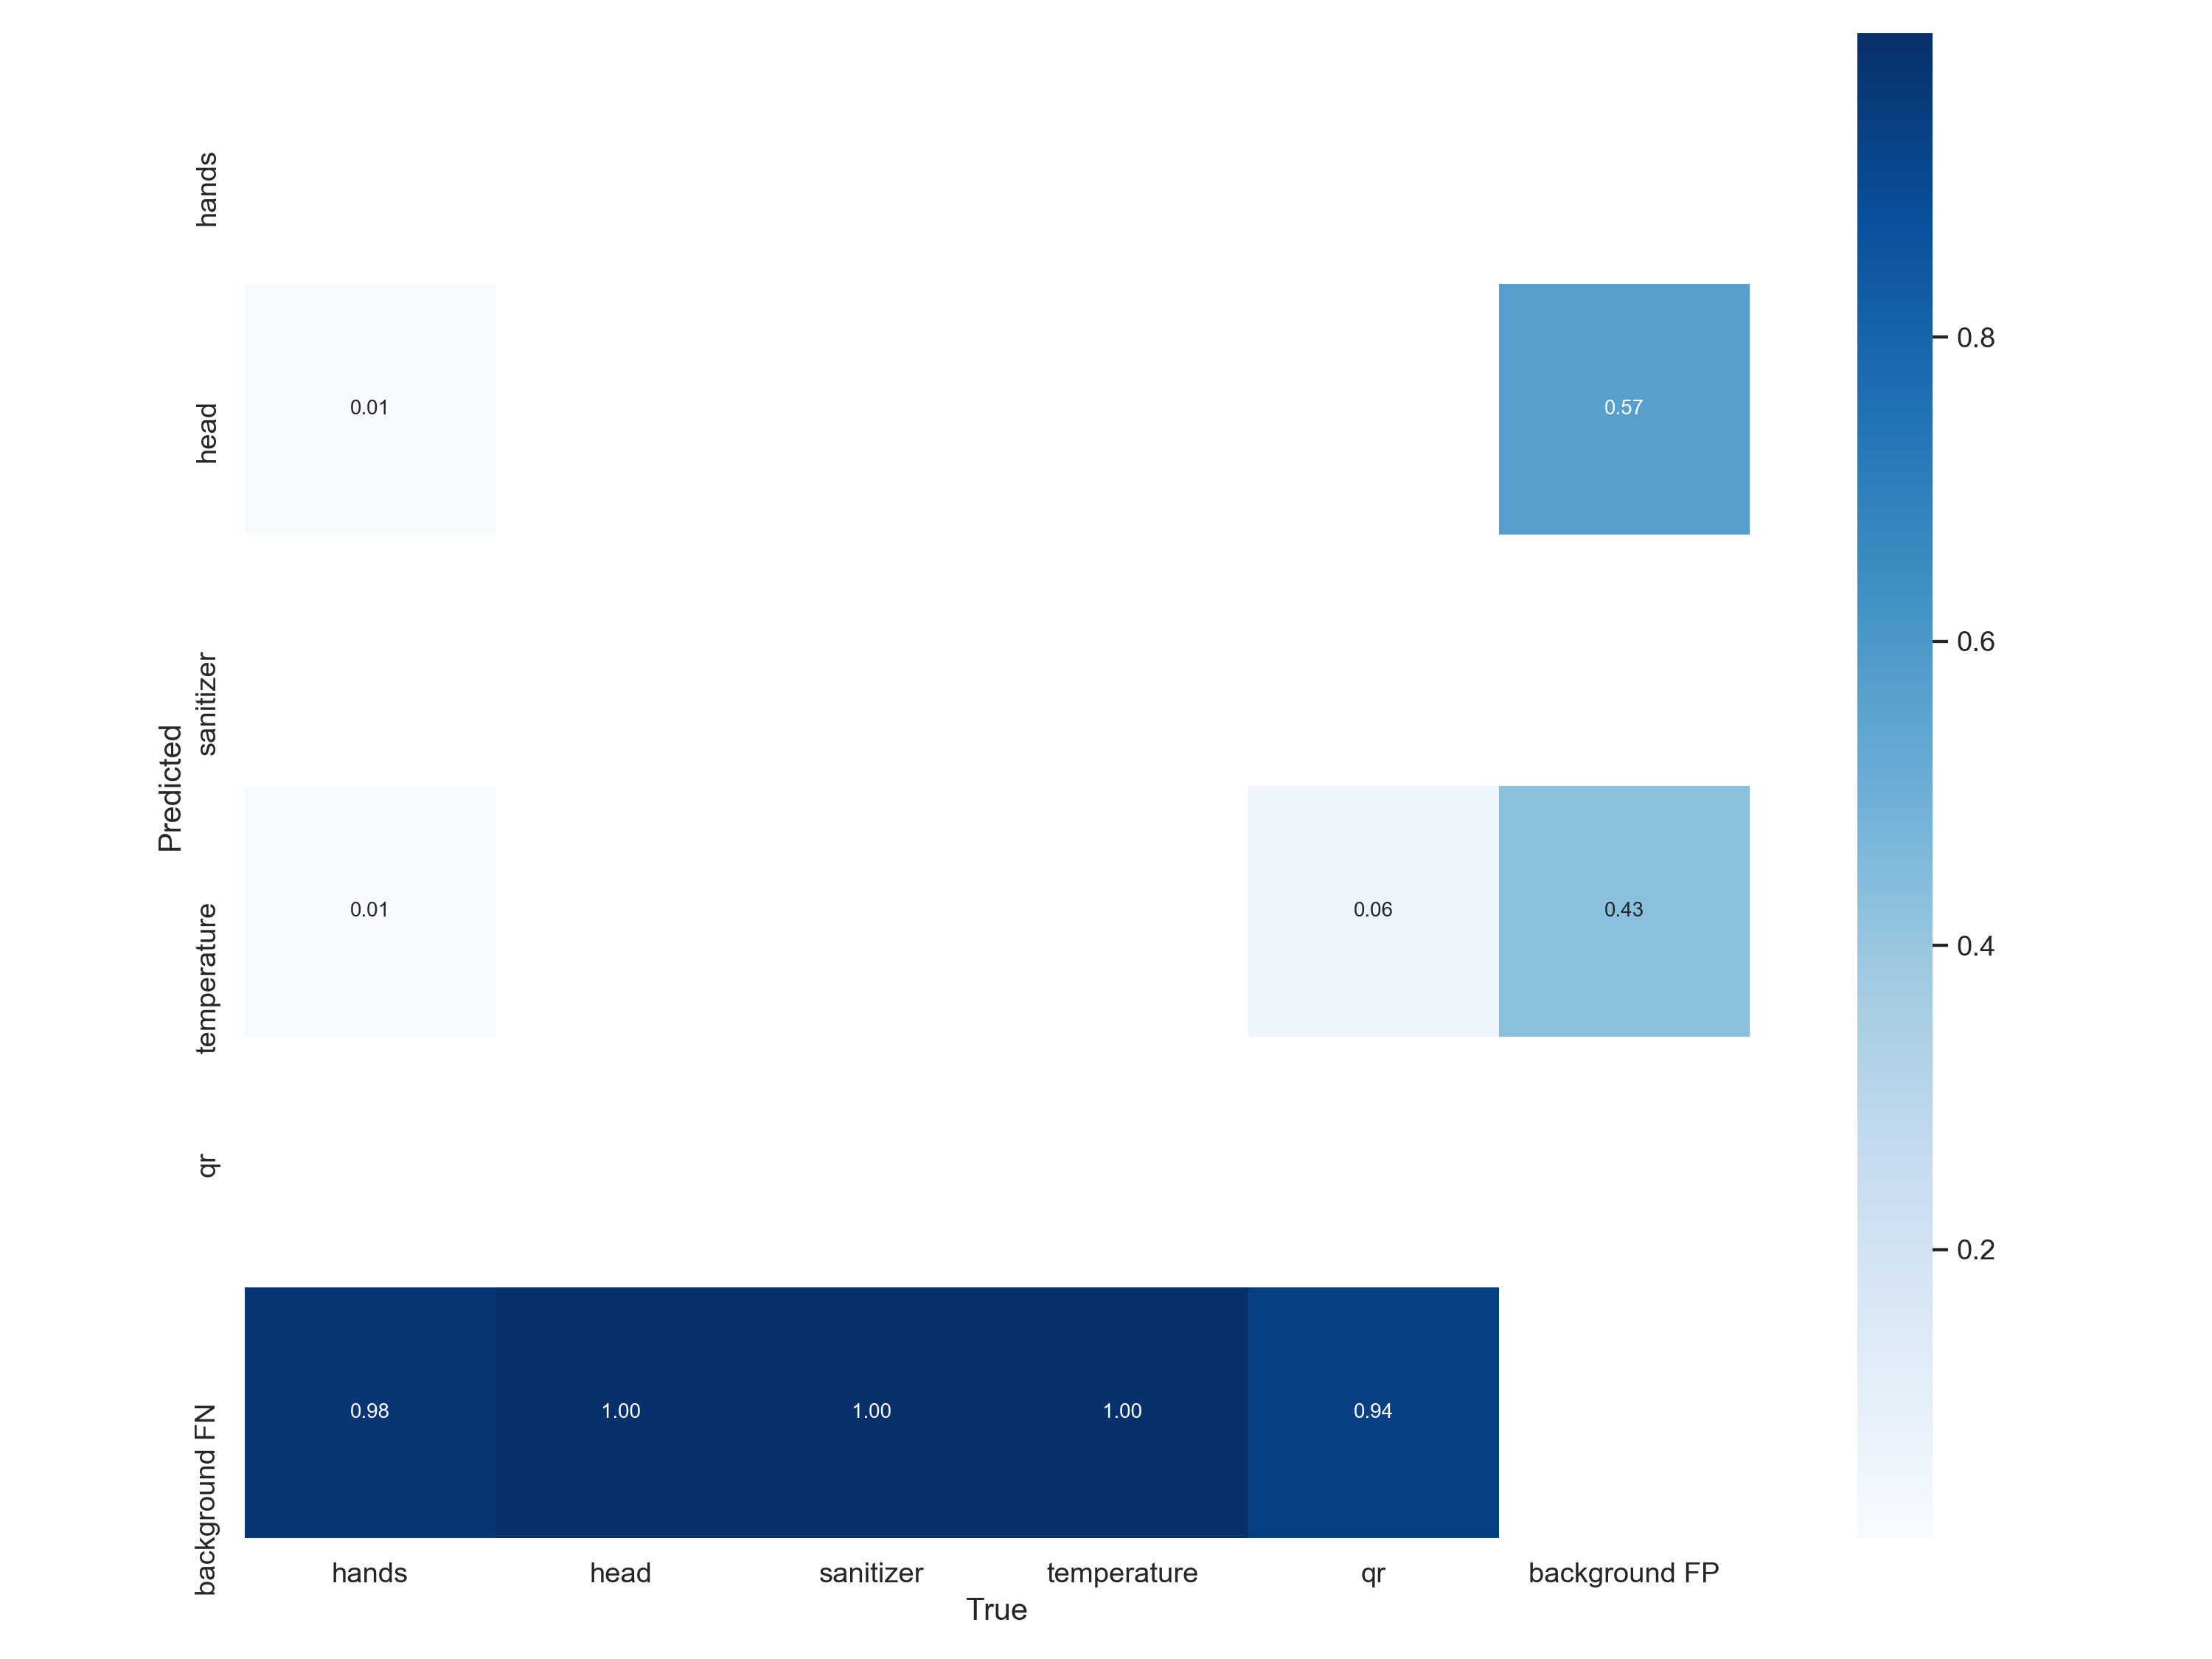 hands
head
sanitizer
temperature
qr
background FN
Predicted
0.01
0.57
0.01
0.06
0.43
0.98
1.00
1.00
1.00
0.94
hands
head
sanitizer
temperature
qr
background FP
True
0.8
0.6
0.4
0.2